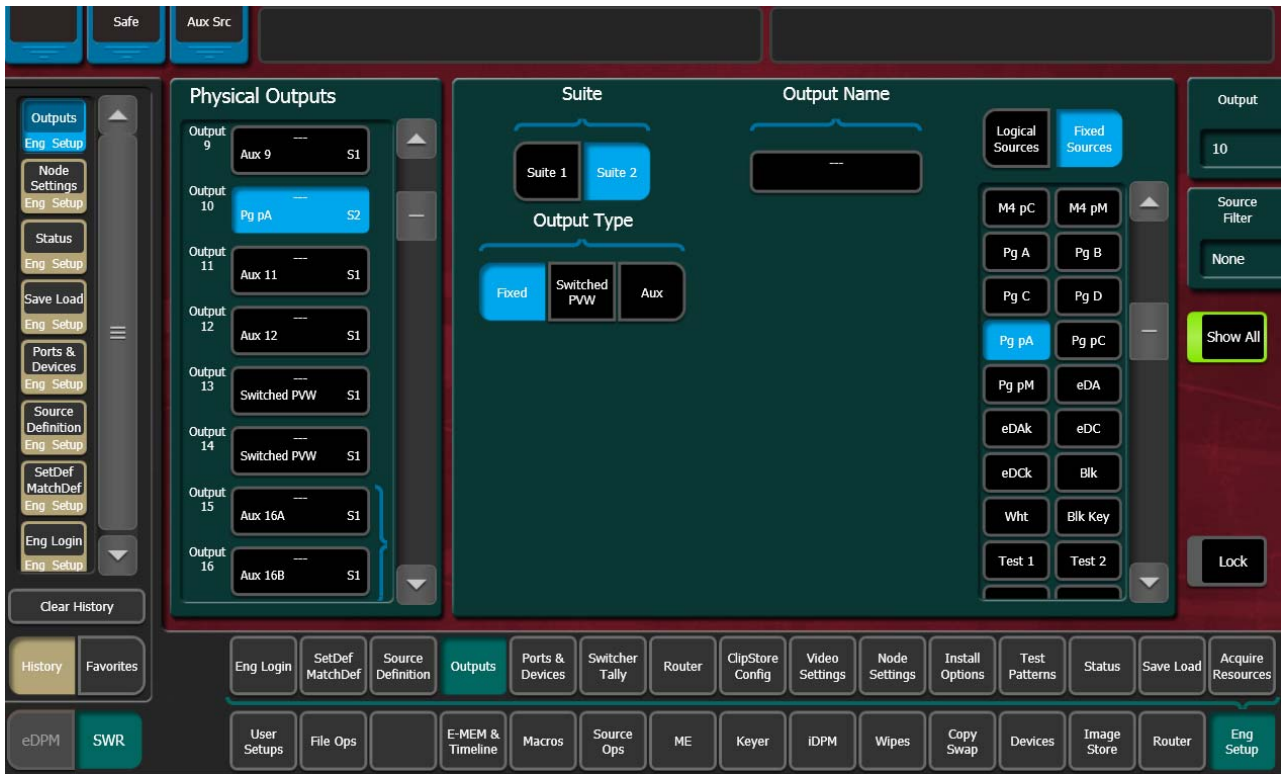 Safe
Aux Src
Outputs
Eng Setup
Node
Settings
Eng Setup
Status
Eng Setup
Save Load
Eng Setup
Ports &
Devices
Eng Setup
Source
Definition
Eng Setup
SetDef
MatchDef
Eng Setup
Eng Login
Eng Setup
Clear History
History
Favorites
eDPM
SWR
Physical Outputs
Output
9
---
Aux 9 S1
Output
10
---
Pg pA S2
Output
11
---
Aux 11 S1
Output
12
---
Aux 12 S1
Output
13
---
Switched PVW S1
Output
14
---
Switched PVW S1
Output
15
---
Aux 16A S1
Output
16
---
Aux 16B S1
Suite
Suite 1
Suite 2
Output Type
Fixed
Switched
PVW
Aux
Output Name
---
Logical
Sources
Fixed
Sources
M4 pC
M4 pM
Pg A
Pg B
Pg C
Pg D
Pg pA
Pg pC
Pg pM
eDA
eDAk
eDC
eDCk
Blk
Wht
Blk Key
Test 1
Test 2
Output
10
Source
Filter
None
Show All
Lock
Eng Login
SetDef
MatchDef
Source
Definition
Outputs
Ports &
Devices
Switcher
Tally
Router
ClipStore
Config
Video
Settings
Node
Settings
Install
Options
Test
Patterns
Status
Save Load
Acquire
Resources
User
Setups
File Ops
E-MEM &
Timeline
Macros
Source
Ops
ME
Keyer
iDPM
Wipes
Copy
Swap
Devices
Image
Store
Router
Eng
Setup